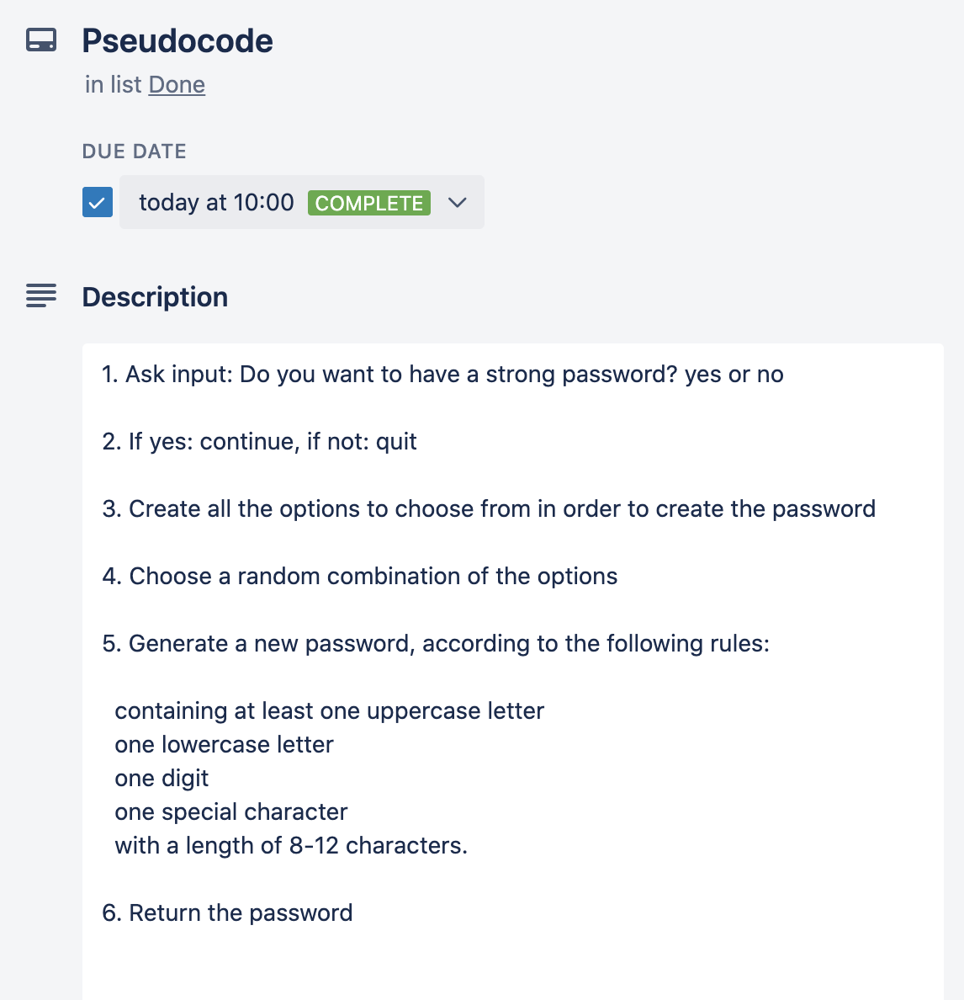 Pseudocode
in list Done
DUE DATE
today at 10:00 COMPLETE
Description
1. Ask input: Do you want to have a strong password? yes or no
2. If yes: continue, if not: quit
3. Create all the options to choose from in order to create the password
4. Choose a random combination of the options
5. Generate a new password, according to the following rules:
containing at least one uppercase letter
one lowercase letter
one digit
one special character
with a length of 8-12 characters.
6. Return the password